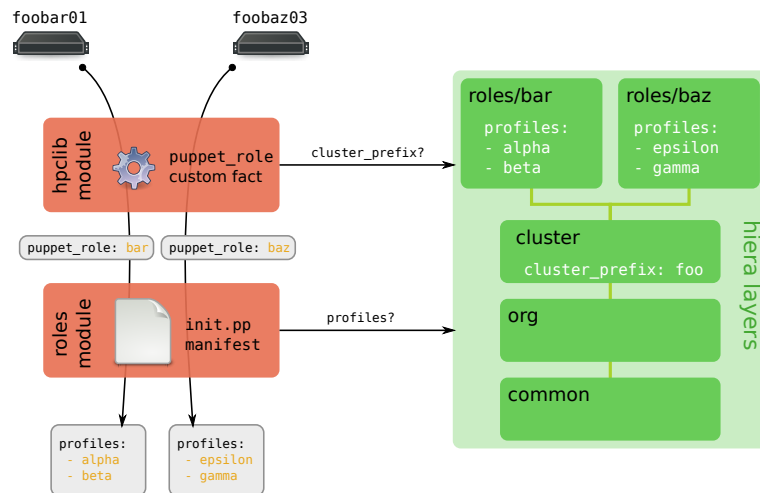 foobar01
foobaz03
hpclib
module
puppet_role
custom fact
cluster_prefix?
puppet_role: bar
puppet_role: baz
roles
module
init.pp
manifest
profiles?
profiles:
- alpha
- beta
profiles:
- epsilon
- gamma
roles/bar
profiles:
- alpha
- beta
roles/baz
profiles:
- epsilon
- gamma
cluster
cluster_prefix: foo
org
common
hiera layers